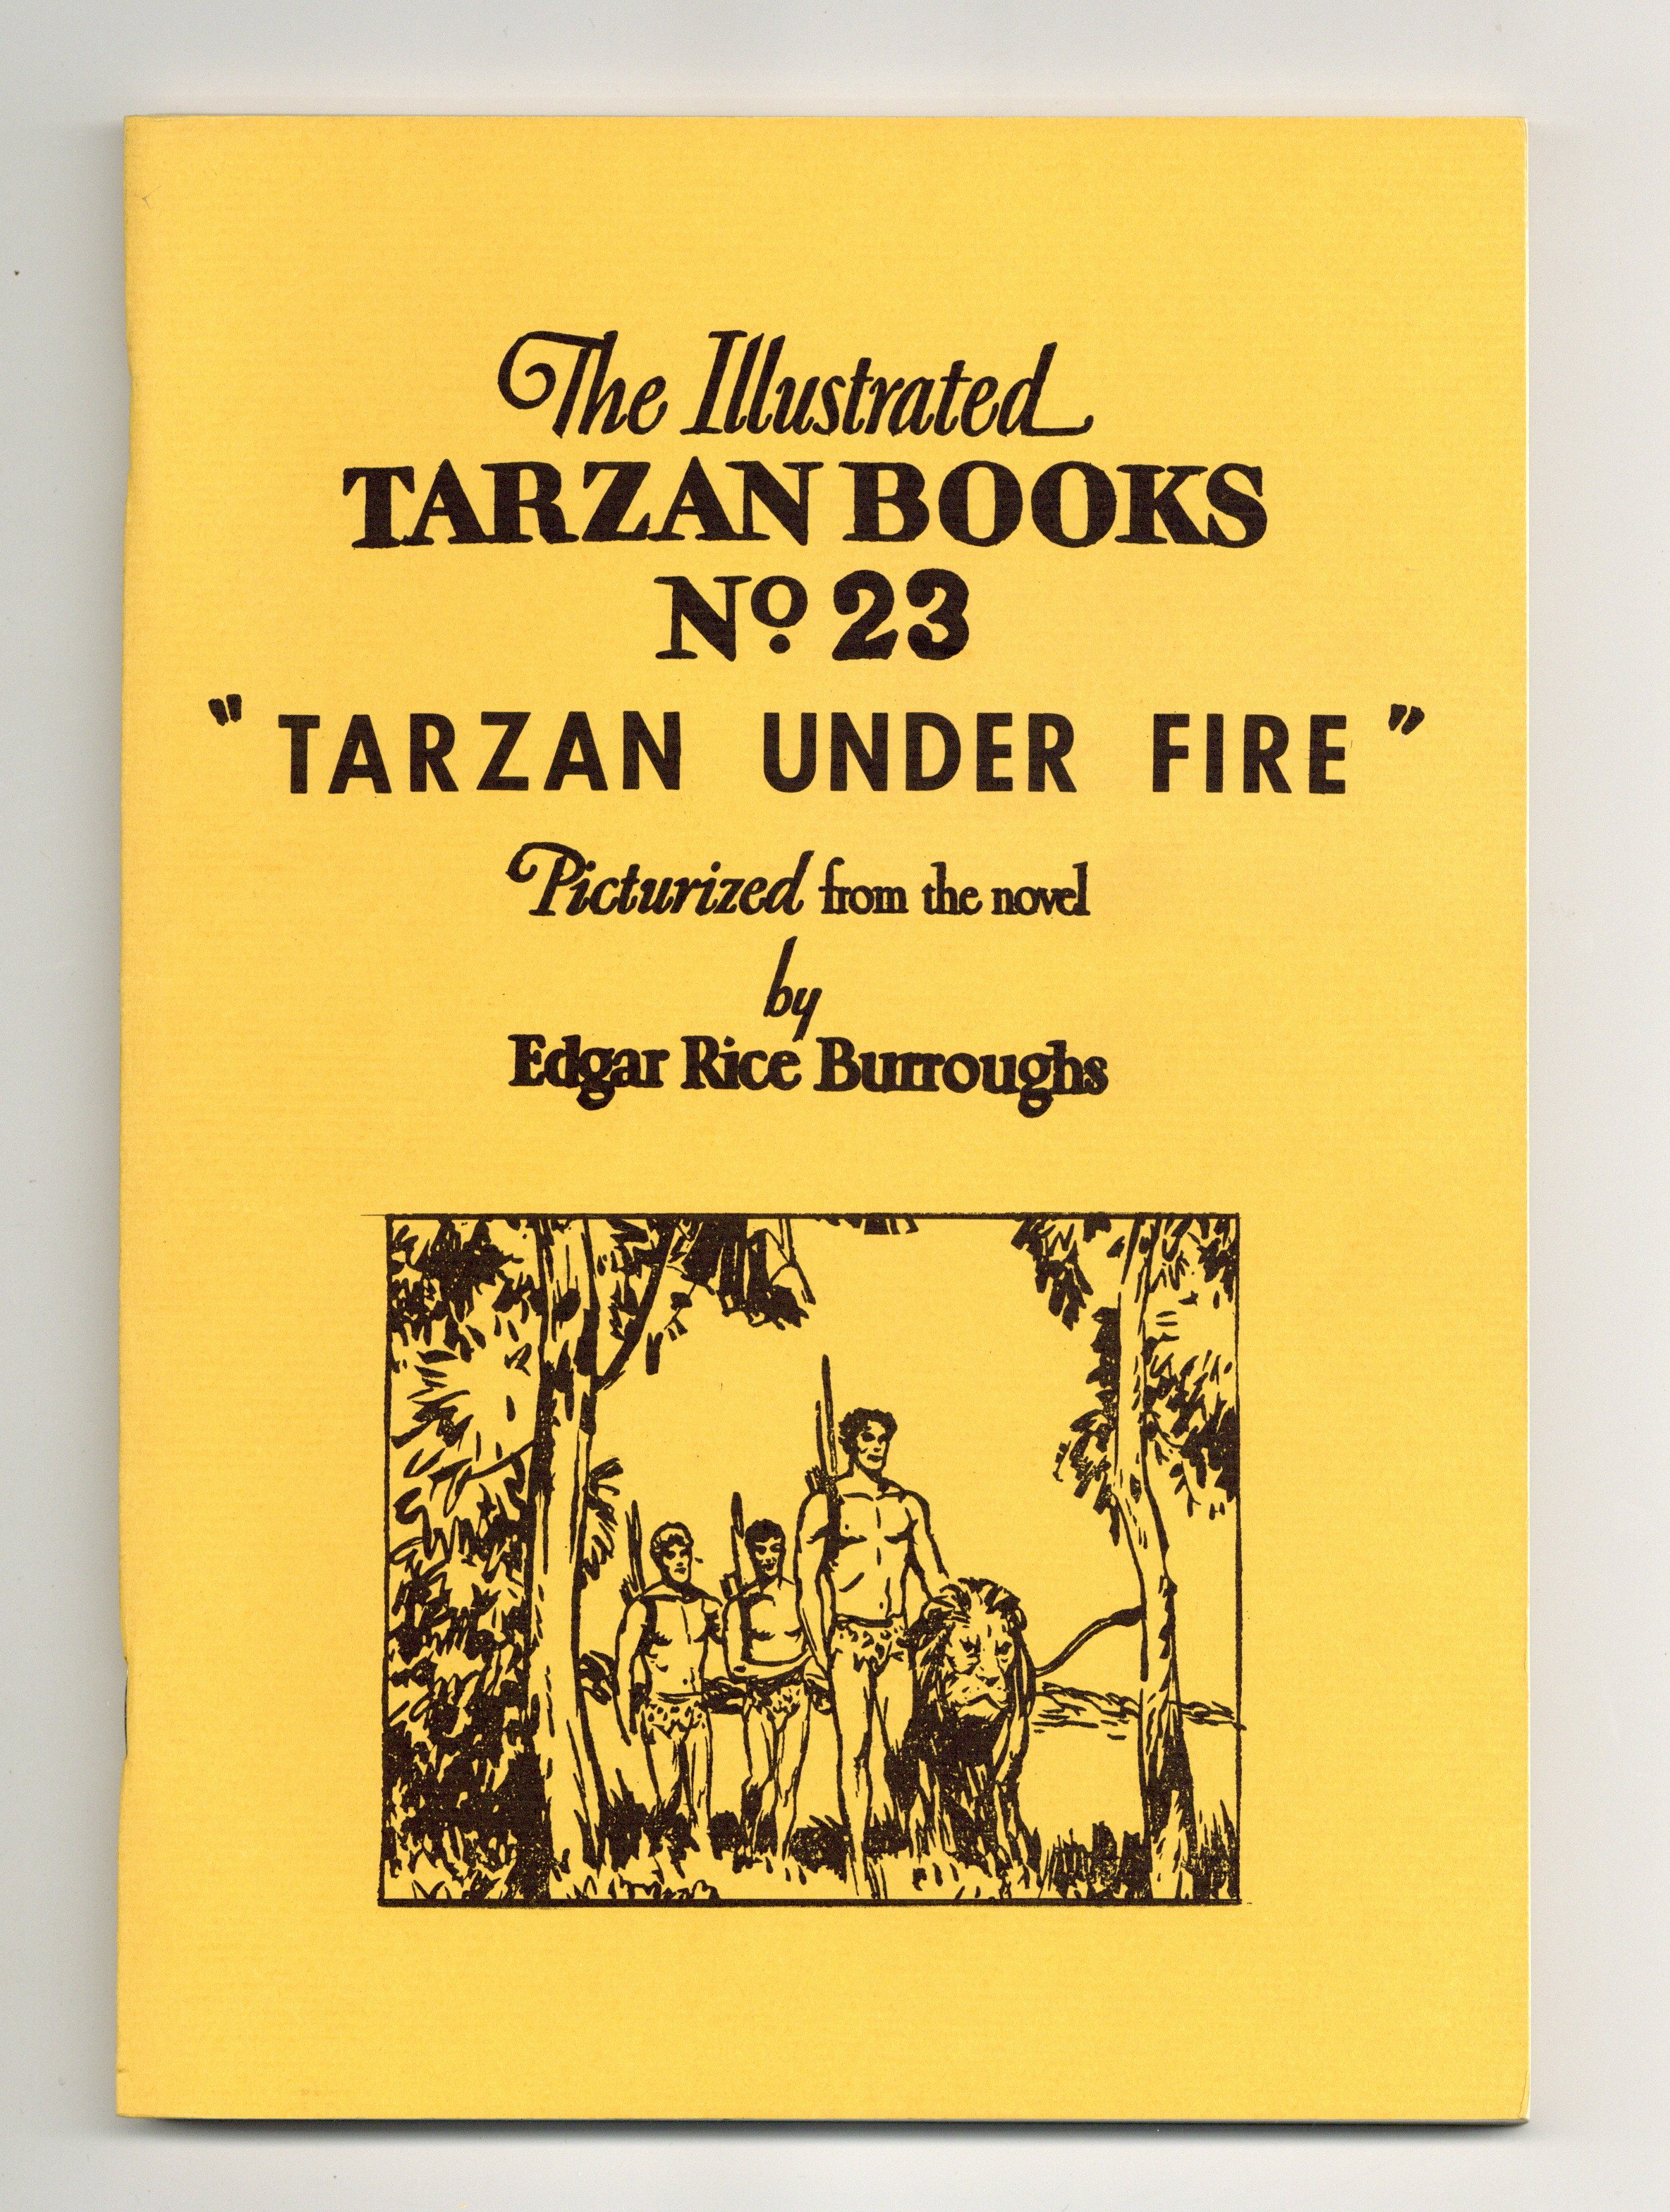 The Illustrated
TARZAN BOOKS
Nº 23
"TARZAN UNDER FIRE"
Picturized from the novel
by
Edgar Rice Burroughs